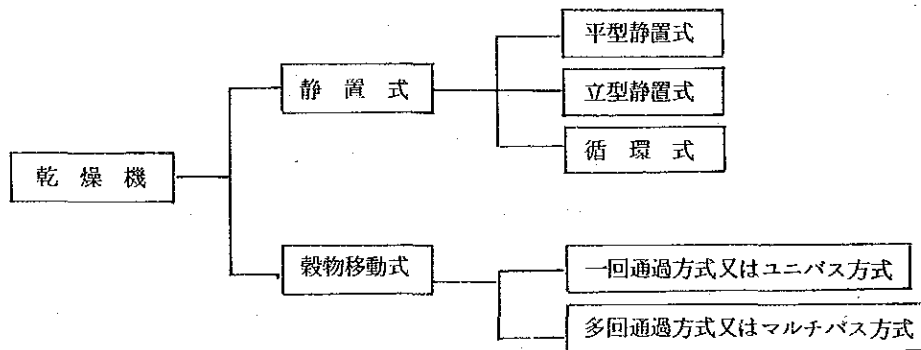 乾燥機
静置式
平型静置式
立型静置式
循環式
穀物移動式
一回通過方式又はユニバス方式
多回通過方式又はマルチバス方式